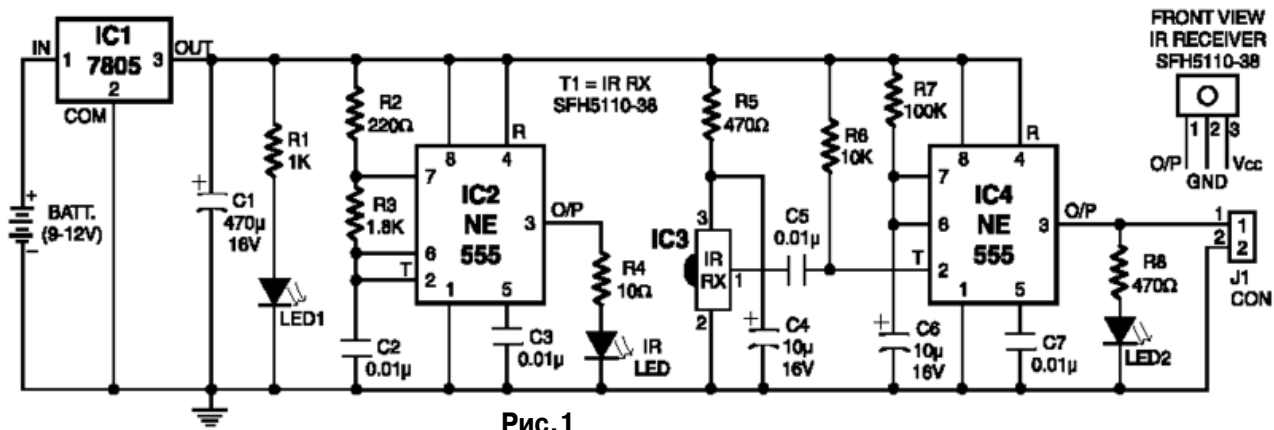 IC1
7805
IN
1
3
OUT
2
COM
BATT.
(9-12V)
+
–
+
C1
470µ
16V
R1
1K
LED1
R2
220Ω
R3
1.8K
C2
0.01µ
T
7
6
2
8
4
R
IC2
NE
555
3
1
5
O/P
C3
0.01µ
R4
10Ω
IR
LED
T1 = IR RX
SFH5110-38
R5
470Ω
IC3
3
IR
RX
1
2
C5
0.01µ
+
C4
10µ
16V
R6
10K
R7
100K
T
7
6
2
8
4
R
IC4
NE
555
3
1
5
O/P
+
C6
10µ
16V
C7
0.01µ
R8
470Ω
LED2
1
2
1
2
J1
CON
FRONT VIEW
IR RECEIVER
SFH5110-38
1 2 3
O/P
GND
Vcc
Рис.1